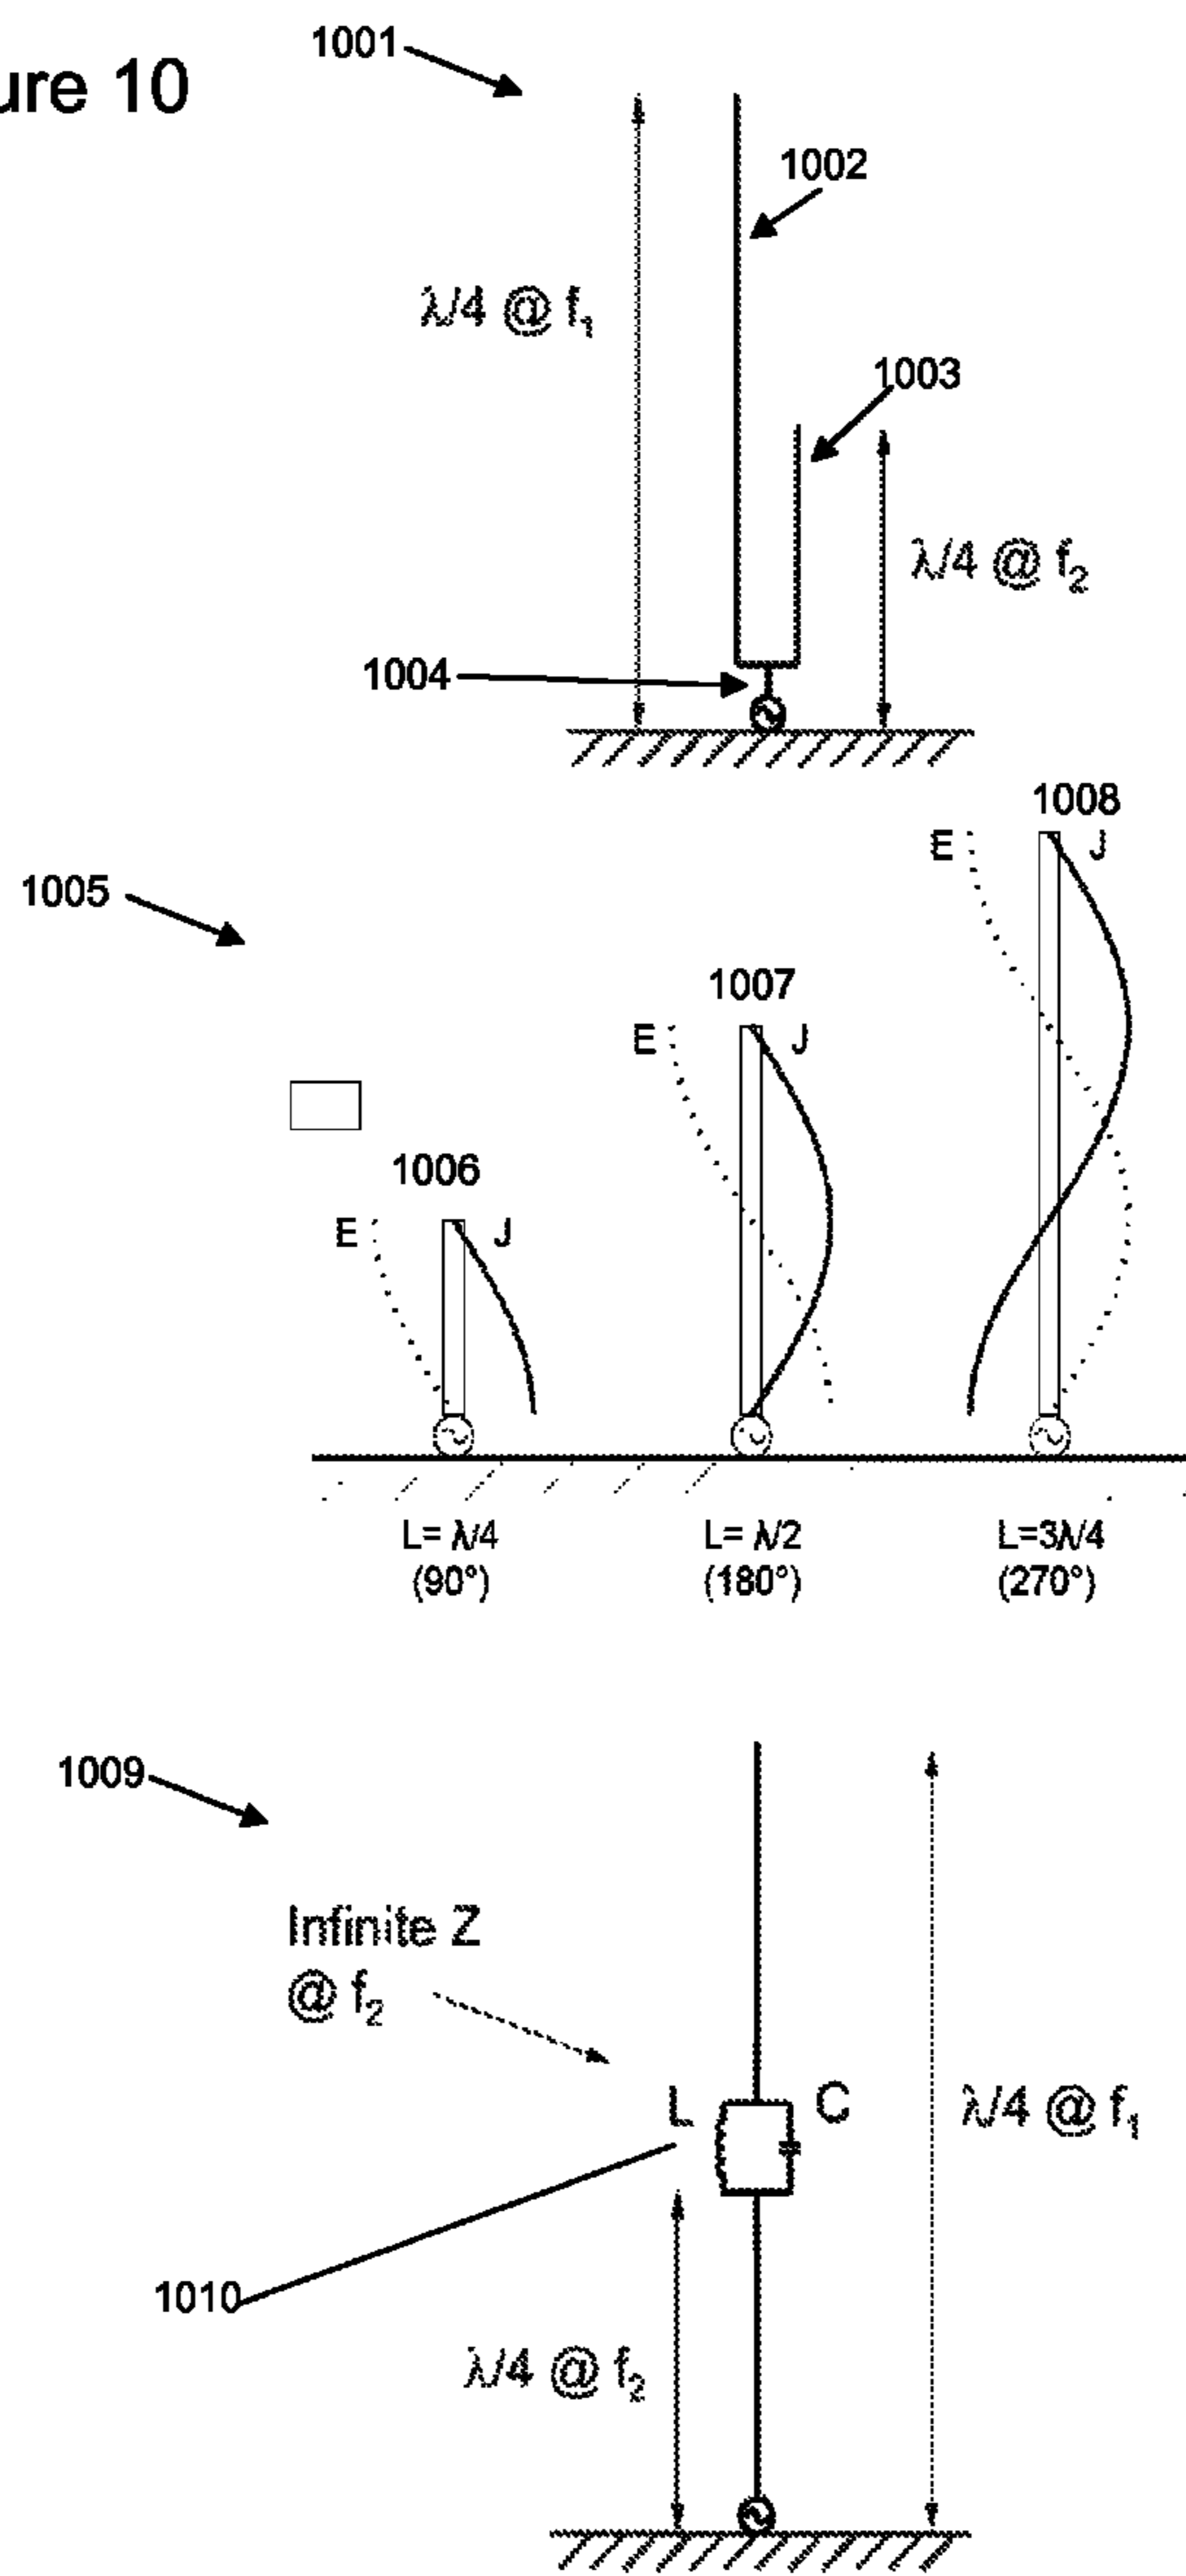 ure 10
1001
1002
λ/4 @ f₁
1003
λ/4 @ f₂
1004
1005
1008
E
J
1007
E
J
1006
E
J
L= λ/4
(90°)
L= λ/2
(180°)
L=3λ/4
(270°)
1009
Infinite Z
@ f₂
L
C
λ/4 @ f₁
1010
λ/4 @ f₂